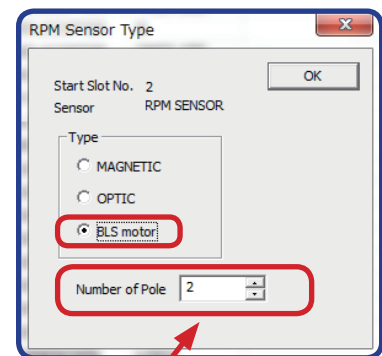 RPM Sensor Type
x
OK
Start Slot No. 2
Sensor RPM SENSOR
Type
MAGNETIC
OPTIC
BLS motor
Number of Pole 2